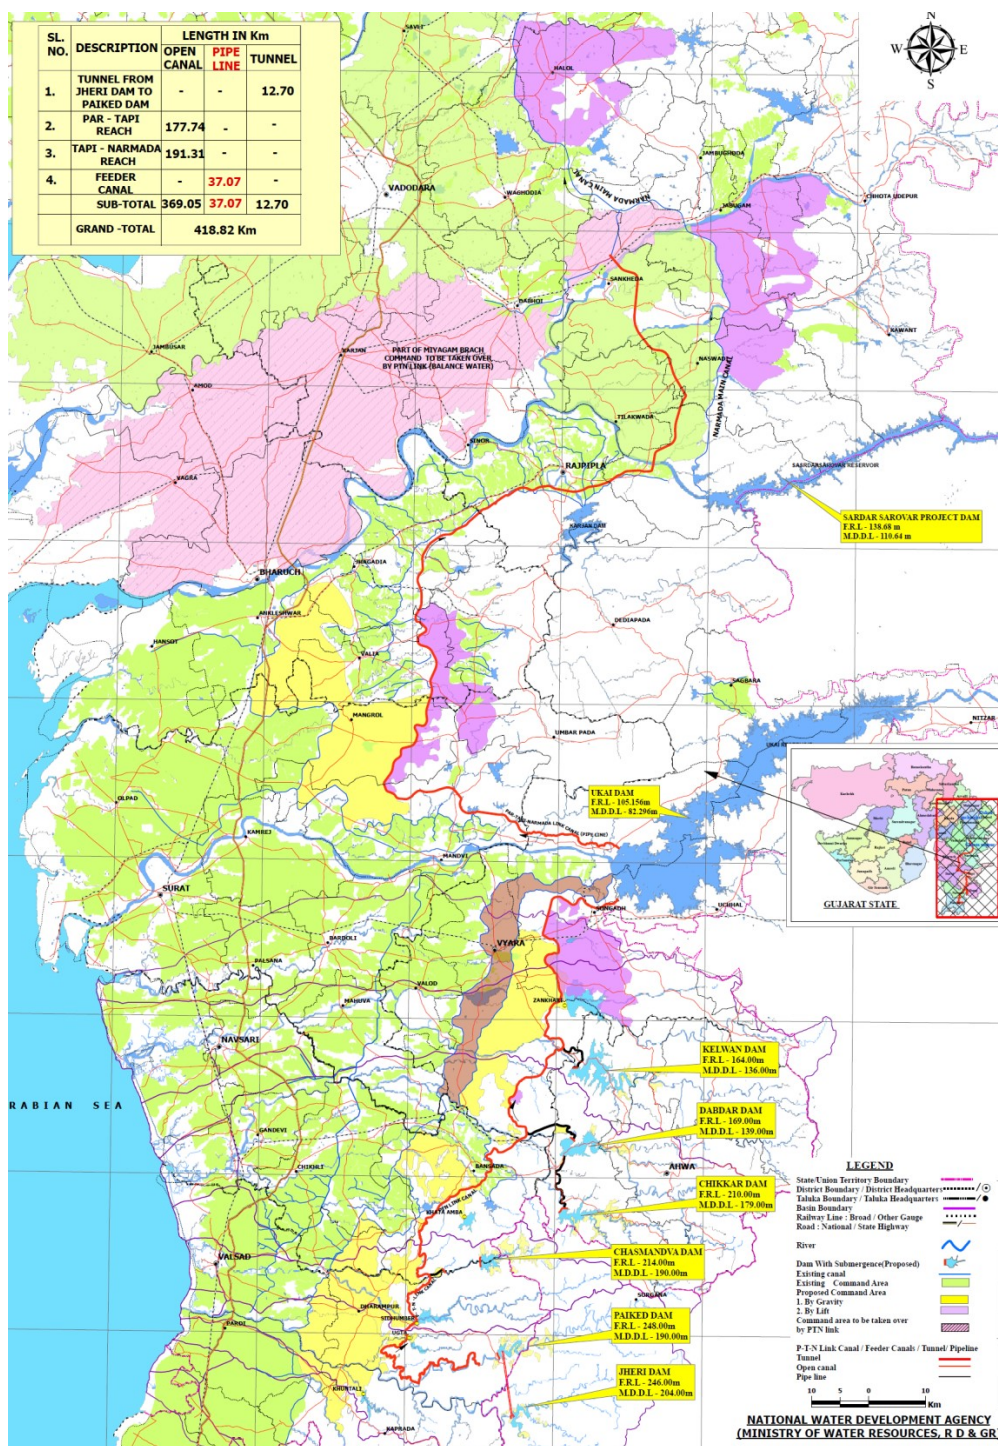 SL. NO.
DESCRIPTION
LENGTH IN Km
OPEN CANAL
PIPE LINE
TUNNEL
1. TUNNEL FROM JHERI DAM TO PAIKED DAM - - 12.70
2. PAR - TAPI REACH 177.74 - -
3. TAPI - NARMADA REACH 191.31 - -
4. FEEDER CANAL - 37.07 -
SUB-TOTAL 369.05 37.07 12.70
GRAND -TOTAL 418.82 Km
N
W E
S
SAVLI
HALOL
JAMBUGHODA
VADODARA
WAGHODIA
NARMADA MAIN CANAL
JABUGAM
CHHOTA UDEPUR
SANKHEDA
DABHOI
KAWANT
JAMBUSAR
KARJAN
PART OF MIYAGAM BRACH
COMMAND TO BE TAKEN OVER
BY PTN LINK (BALANCE WATER)
NASWADI
NARMADA MAIN CANAL
AMOD
TILAKWADA
SINOR
RAJPIPLA
SARDARSAROVAR RESERVOIR
VAGRA
SARDAR SAROVAR PROJECT DAM
F.R.L - 138.68 m
M.D.D.L - 110.64 m
KARJAN DAM
JHAGADIA
BHARUCH
ANKLESHWAR
HANSOT
DEDIAPADA
VALIA
SAGBARA
MANGROL
NIZAR
UMBAR PADA
UKAI DAM
F.R.L - 105.156m
M.D.D.L - 82.296m
OLPAD
KAMREJ
MANDVI
SURAT
SONGADH
UCHHAL
GUJARAT STATE
BARDOLI
VYARA
PALSANA
VALOD
MAHUVA
ZANKHARI
NAVSARI
KELWAN DAM
F.R.L - 164.00m
M.D.D.L - 136.00m
RABIAN SEA
DABDAR DAM
F.R.L - 169.00m
M.D.D.L - 139.00m
GANDEVI
CHIKHLI
BANSADA
AHWA
CHIKKAR DAM
F.R.L - 210.00m
M.D.D.L - 179.00m
KHATA AMBA
CHASMANDVA DAM
F.R.L - 214.00m
M.D.D.L - 190.00m
VALSAD
SURGANA
DHARAMPUR
SIDHUMBER
PARDI
UGTA
PAIKED DAM
F.R.L - 248.00m
M.D.D.L - 190.00m
JHERI DAM
F.R.L - 246.00m
M.D.D.L - 204.00m
KHUNTALI
KAPRADA
LEGEND
State/Union Territory Boundary
District Boundary / District Headquarters
Taluka Boundary / Taluka Headquarters
Basin Boundary
Railway Line : Broad / Other Gauge
Road : National / State Highway
River
Dam With Submergence(Proposed)
Existing canal
Existing Command Area
Proposed Command Area
1. By Gravity
2. By Lift
Command area to be taken over
by PTN link
P-T-N Link Canal / Feeder Canals / Tunnel/ Pipeline
Tunnel
Open canal
Pipe line
10 5 0 10
Km
NATIONAL WATER DEVELOPMENT AGENCY
(MINISTRY OF WATER RESOURCES, R D & GR